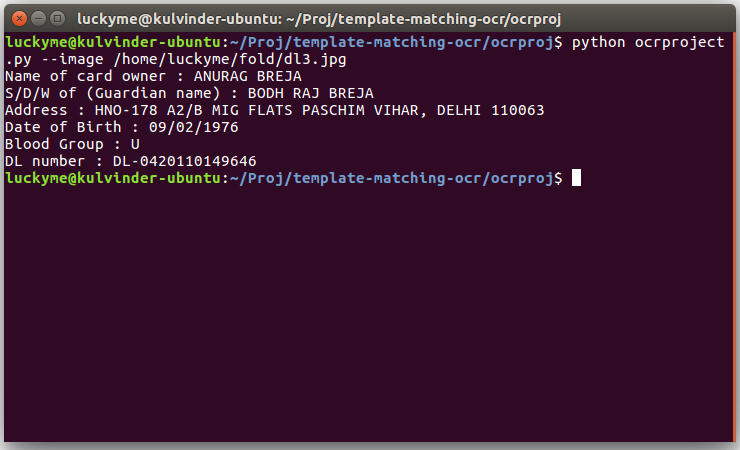 luckyme@kulvinder-ubuntu: ~/Proj/template-matching-ocr/ocrproj
luckyme@kulvinder-ubuntu:~/Proj/template-matching-ocr/ocrproj$ python ocrproject
.py --image /home/luckyme/fold/dl3.jpg
Name of card owner : ANURAG BREJA
S/D/W of (Guardian name) : BODH RAJ BREJA
Address : HNO-178 A2/B MIG FLATS PASCHIM VIHAR, DELHI 110063
Date of Birth : 09/02/1976
Blood Group : U
DL number : DL-0420110149646
luckyme@kulvinder-ubuntu:~/Proj/template-matching-ocr/ocrproj$